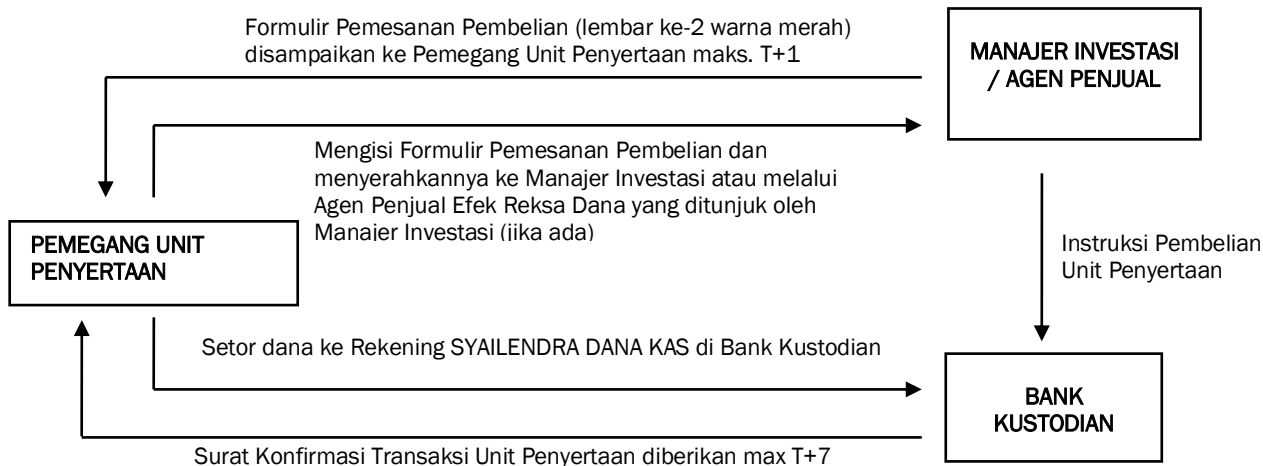 Formulir Pemesanan Pembelian (lembar ke-2 warna merah)
disampaikan ke Pemegang Unit Penyertaan maks. T+1
MANAJER INVESTASI
/ AGEN PENJUAL
Mengisi Formulir Pemesanan Pembelian dan
menyerahkannya ke Manajer Investasi atau melalui
Agen Penjual Efek Reksa Dana yang ditunjuk oleh
Manajer Investasi (jika ada)
PEMEGANG UNIT
PENYERTAAN
Instruksi Pembelian
Unit Penyertaan
Setor dana ke Rekening SYAILENDRA DANA KAS di Bank Kustodian
BANK
KUSTODIAN
Surat Konfirmasi Transaksi Unit Penyertaan diberikan max T+7